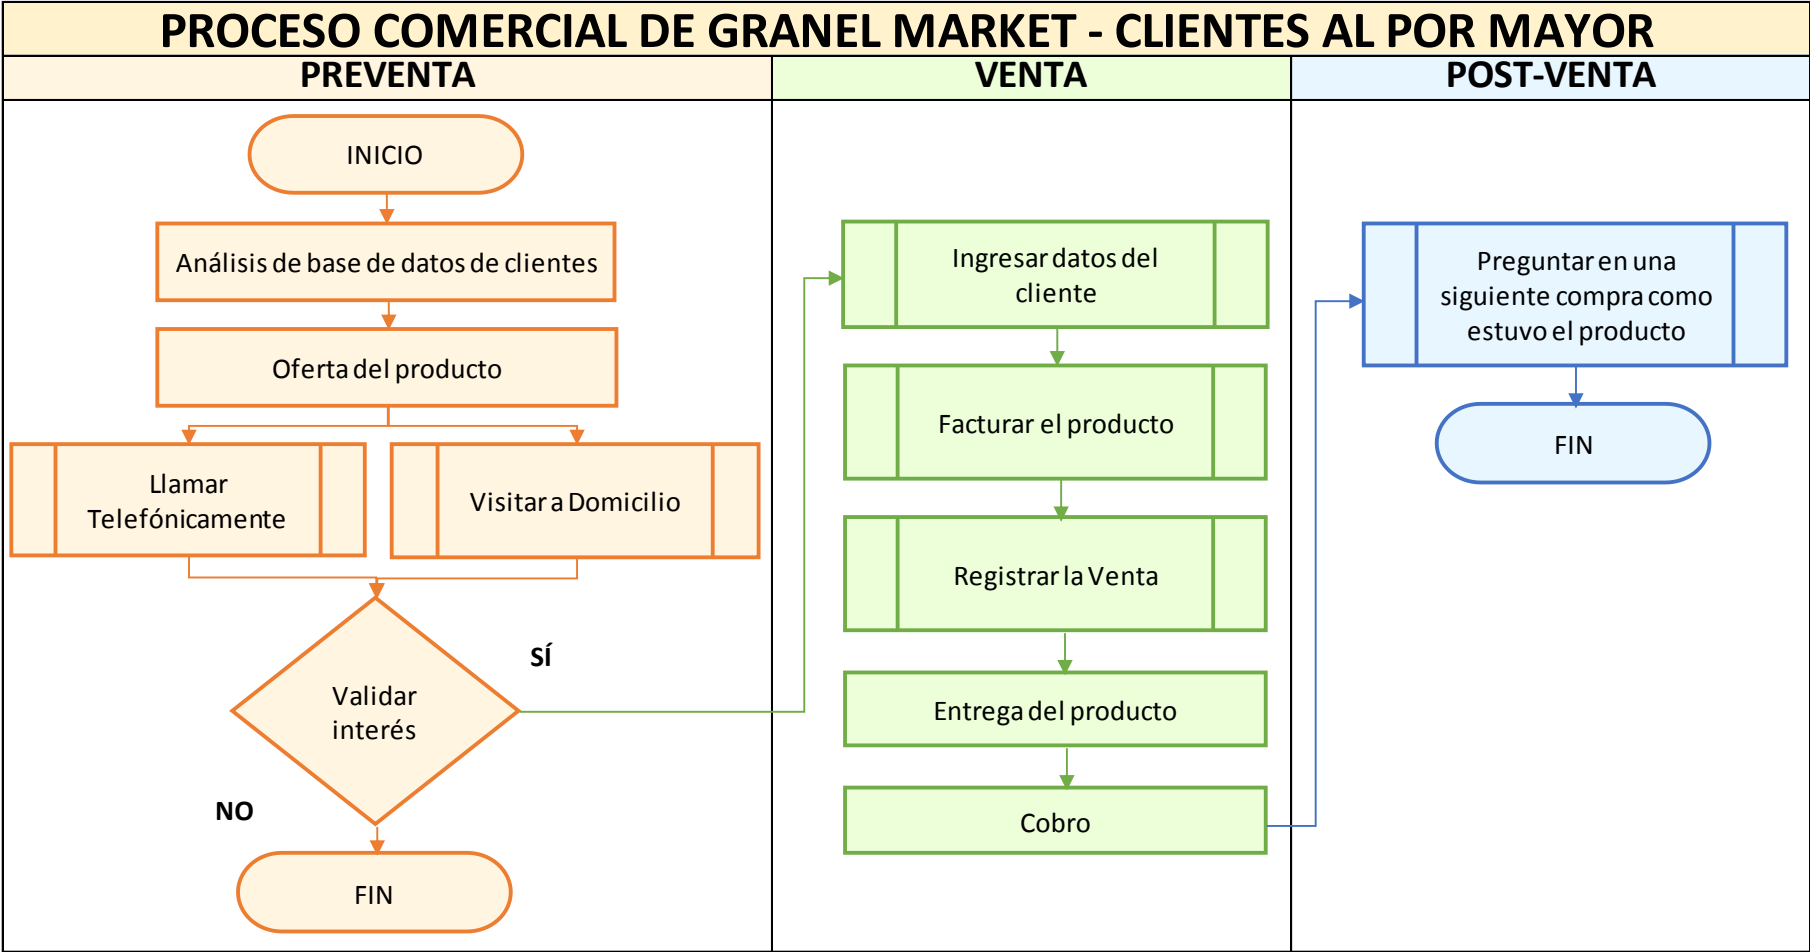 PROCESO COMERCIAL DE GRANEL MARKET - CLIENTES AL POR MAYOR
PREVENTA
VENTA
POST-VENTA
INICIO
Análisis de base de datos de clientes
Oferta del producto
Llamar
Telefónicamente
Visitar a Domicilio
Validar
interés
SÍ
NO
FIN
Ingresar datos del
cliente
Facturar el producto
Registrar la Venta
Entrega del producto
Cobro
Preguntar en una
siguiente compra como
estuvo el producto
FIN